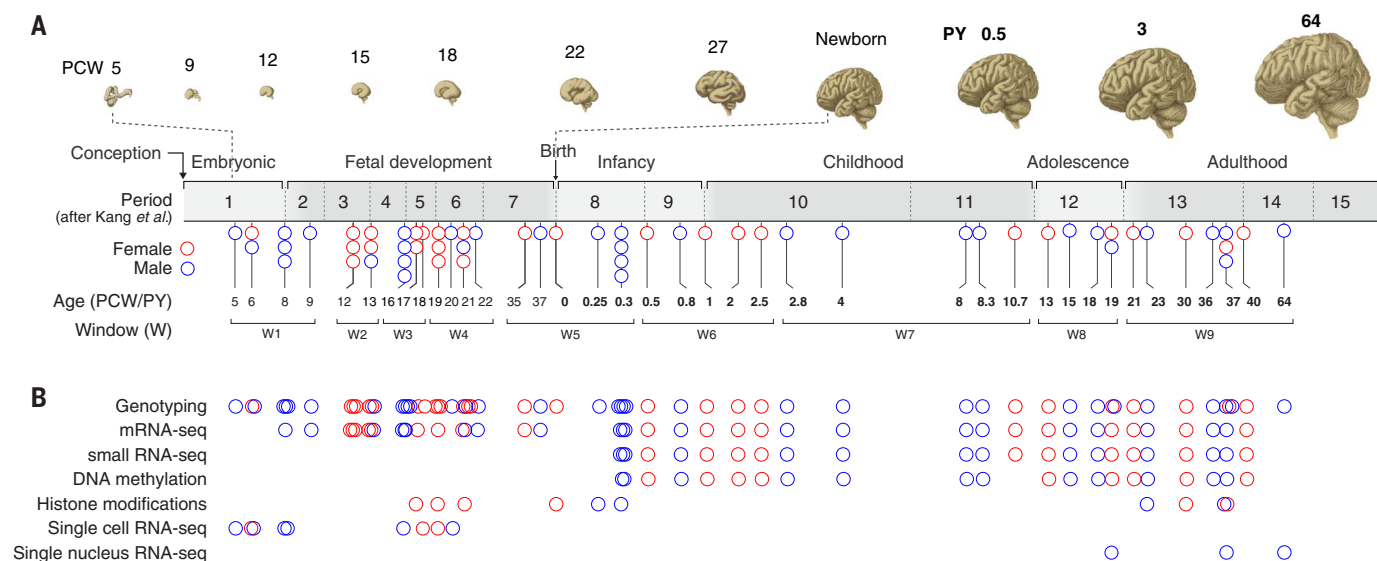 A
PCW 5 9 12 15 18 22 27 Newborn PY 0.5 3 64
Conception Embryonic Fetal development Birth Infancy Childhood Adolescence Adulthood
Period 1 2 3 4 5 6 7 8 9 10 11 12 13 14 15
(after Kang et al.)
Female
Male
Age (PCW/PY) 5 6 8 9 12 13 16 17 18 19 20 21 22 35 37 0 0.25 0.3 0.5 0.8 1 2 2.5 2.8 4 8 8.3 10.7 13 15 18 19 21 23 30 36 37 40 64
Window (W) W1 W2 W3 W4 W5 W6 W7 W8 W9
B
Genotyping
mRNA-seq
small RNA-seq
DNA methylation
Histone modifications
Single cell RNA-seq
Single nucleus RNA-seq